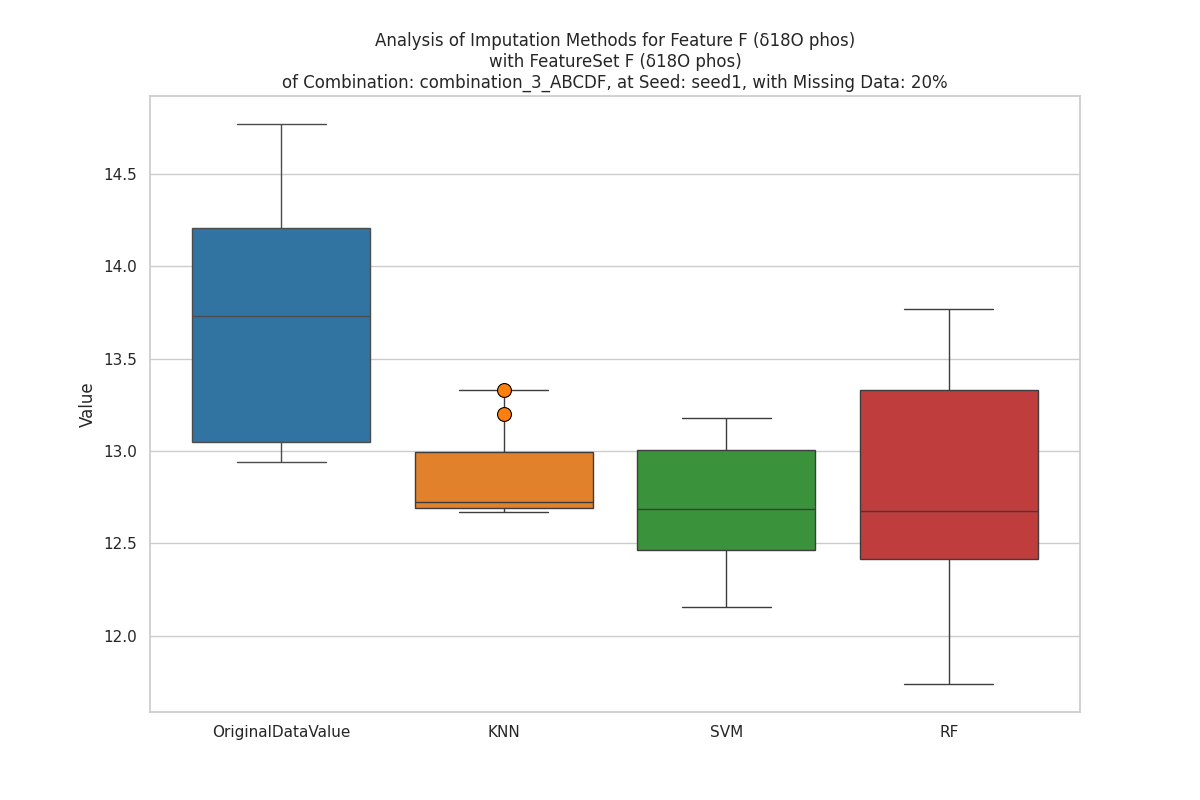 Analysis of Imputation Methods for Feature F (δ18O phos)
with FeatureSet F (δ18O phos)
of Combination: combination_3_ABCDF, at Seed: seed1, with Missing Data: 20%
Value
14.5
14.0
13.5
13.0
12.5
12.0
OriginalDataValue
KNN
SVM
RF